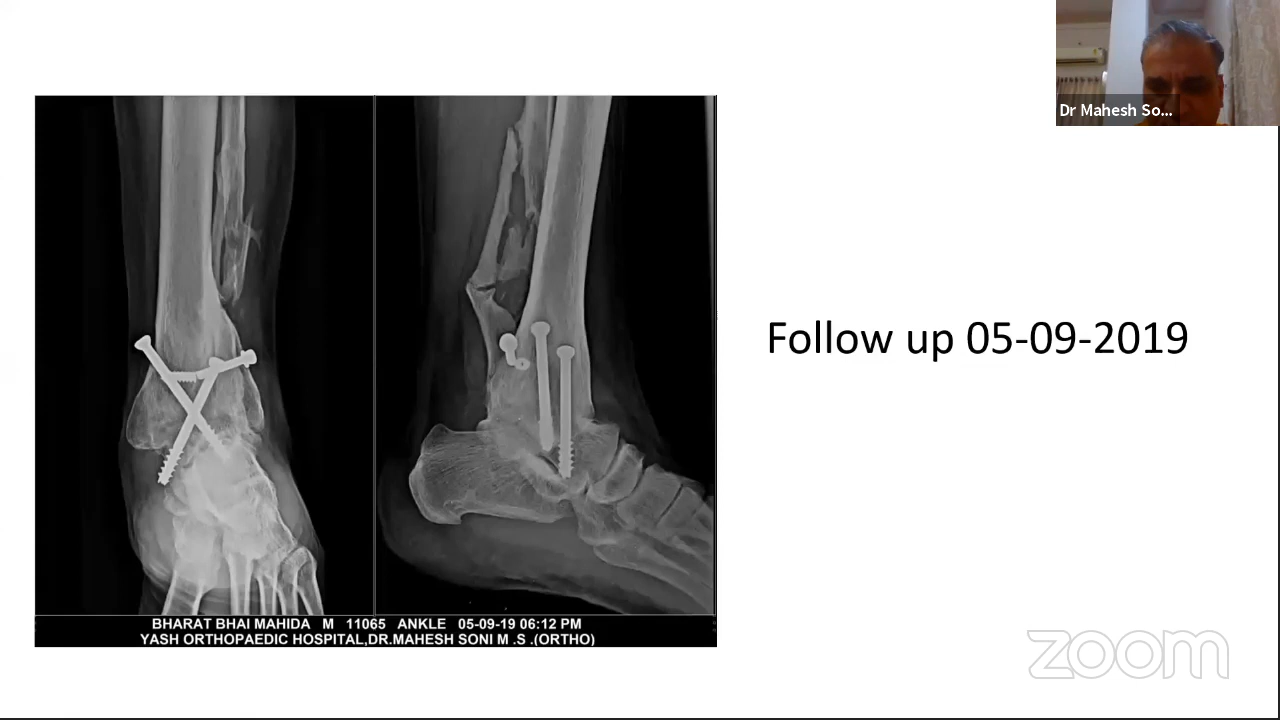 Dr Mahesh So...
Follow up 05-09-2019
BHARAT BHAI MAHIDA M 11065 ANKLE 05-09-19 06:12 PM
YASH ORTHOPAEDIC HOSPITAL,DR.MAHESH SONI M .S .(ORTHO)
zoom